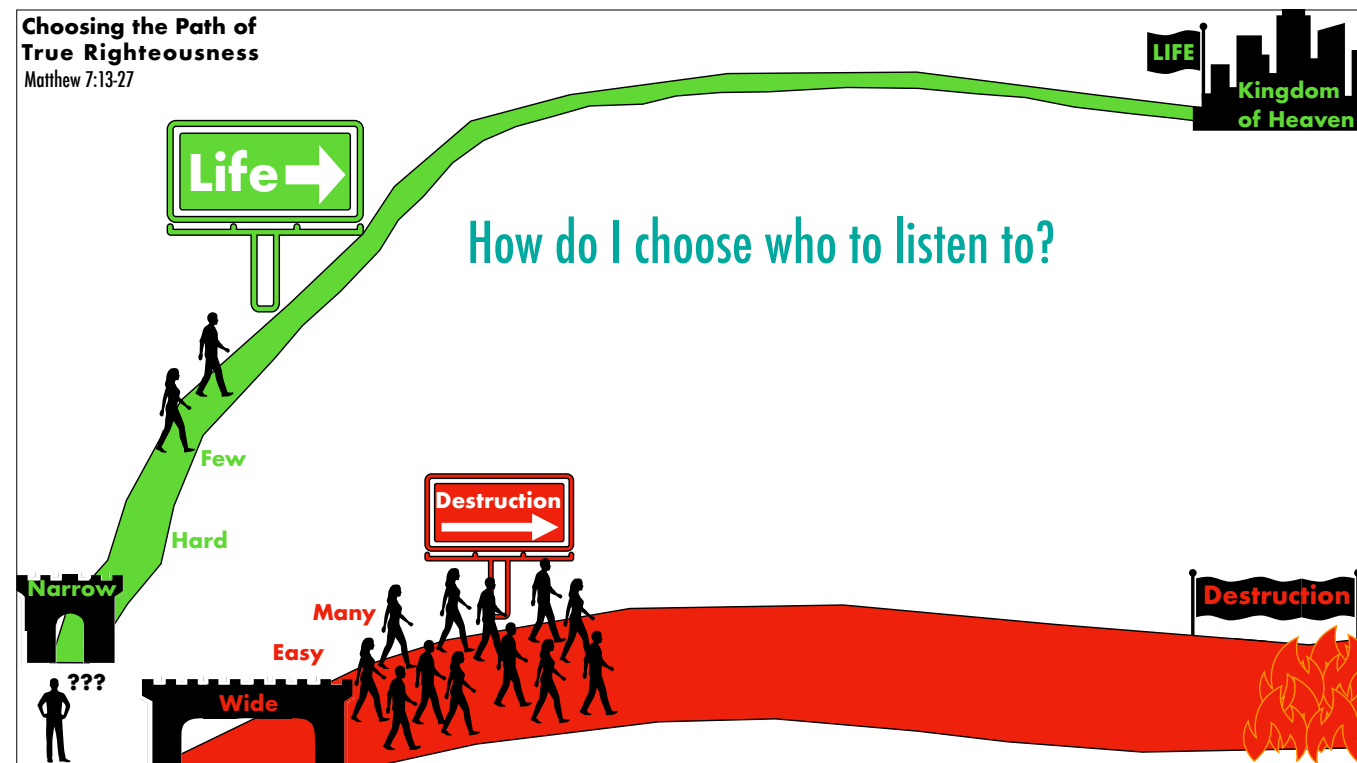 Choosing the Path of
True Righteousness
Matthew 7:13-27
LIFE
Kingdom
of Heaven
Life
How do I choose who to listen to?
Few
Destruction
Hard
Narrow
Many
Destruction
Easy
???
Wide